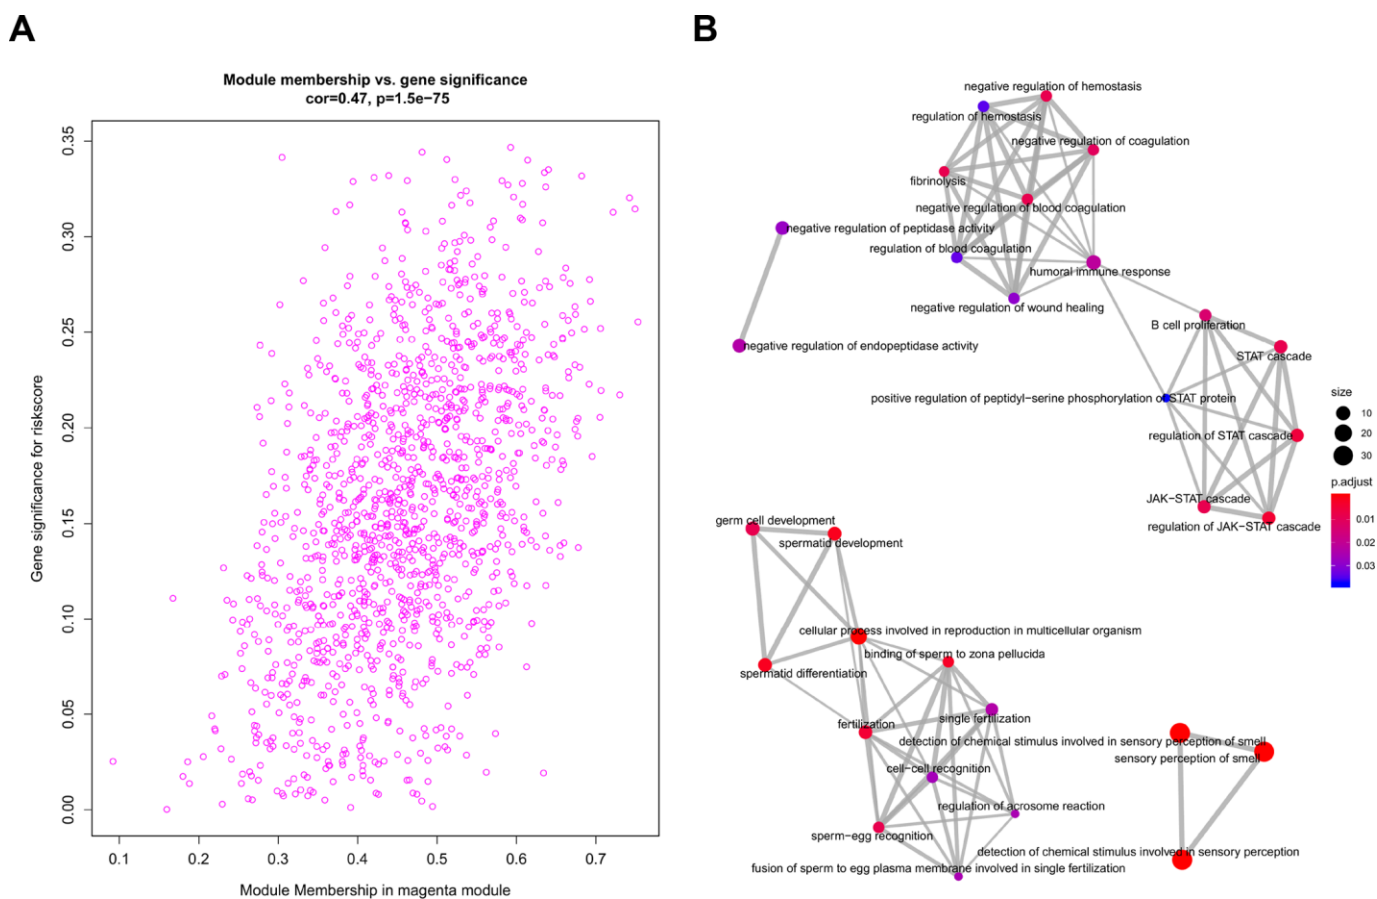 A
B
Module membership vs. gene significance
cor=0.47, p=1.5e−75
Gene significance for riskscore
0.35
0.30
0.25
0.20
0.15
0.10
0.05
0.00
0.1 0.2 0.3 0.4 0.5 0.6 0.7
Module Membership in magenta module
negative regulation of hemostasis
regulation of hemostasis
negative regulation of coagulation
fibrinolysis
negative regulation of blood coagulation
negative regulation of peptidase activity
regulation of blood coagulation
humoral immune response
negative regulation of wound healing
B cell proliferation
negative regulation of endopeptidase activity
STAT cascade
positive regulation of peptidyl−serine phosphorylation of STAT protein
regulation of STAT cascade
JAK−STAT cascade
regulation of JAK−STAT cascade
size
10
20
30
p.adjust
0.01
0.02
0.03
germ cell development
spermatid development
cellular process involved in reproduction in multicellular organism
binding of sperm to zona pellucida
spermatid differentiation
single fertilization
fertilization
detection of chemical stimulus involved in sensory perception of smell
sensory perception of smell
cell−cell recognition
regulation of acrosome reaction
sperm−egg recognition
detection of chemical stimulus involved in sensory perception
fusion of sperm to egg plasma membrane involved in single fertilization